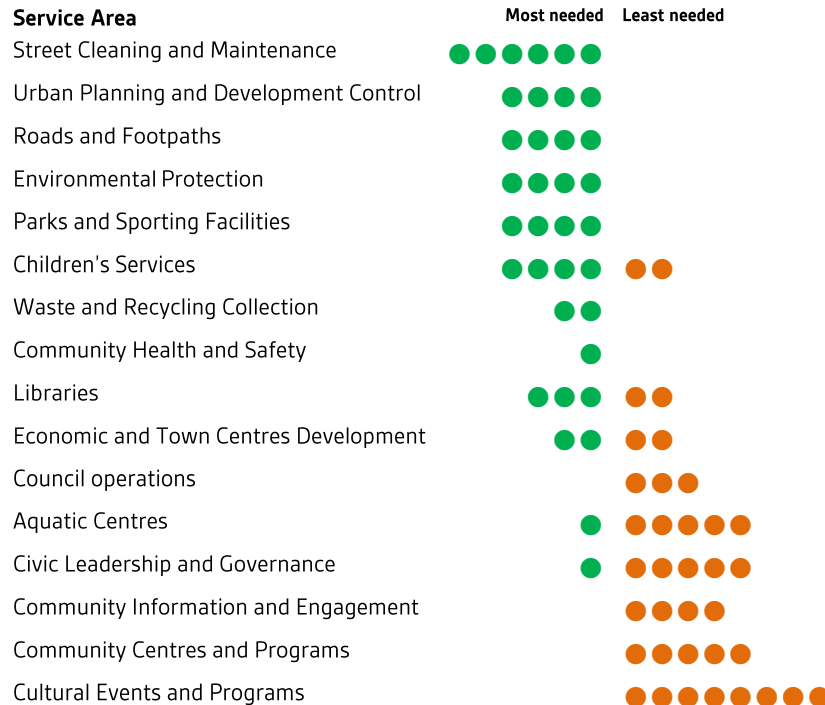 Service Area Most needed Least needed
Street Cleaning and Maintenance
Urban Planning and Development Control
Roads and Footpaths
Environmental Protection
Parks and Sporting Facilities
Children's Services
Waste and Recycling Collection
Community Health and Safety
Libraries
Economic and Town Centres Development
Council operations
Aquatic Centres
Civic Leadership and Governance
Community Information and Engagement
Community Centres and Programs
Cultural Events and Programs